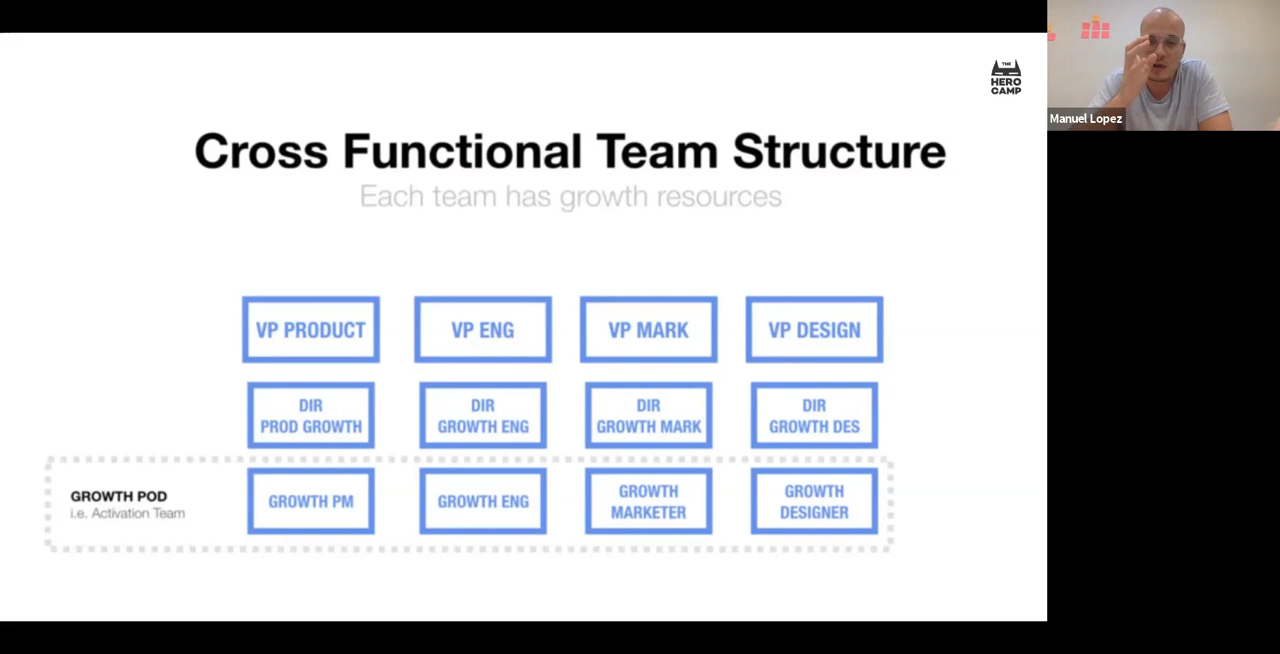 THE
HERO
CAMP
Manuel Lopez
Cross Functional Team Structure
Each team has growth resources
VP PRODUCT
VP ENG
VP MARK
VP DESIGN
DIR
PROD GROWTH
DIR
GROWTH ENG
DIR
GROWTH MARK
DIR
GROWTH DES
GROWTH POD
i.e. Activation Team
GROWTH PM
GROWTH ENG
GROWTH
MARKETER
GROWTH
DESIGNER